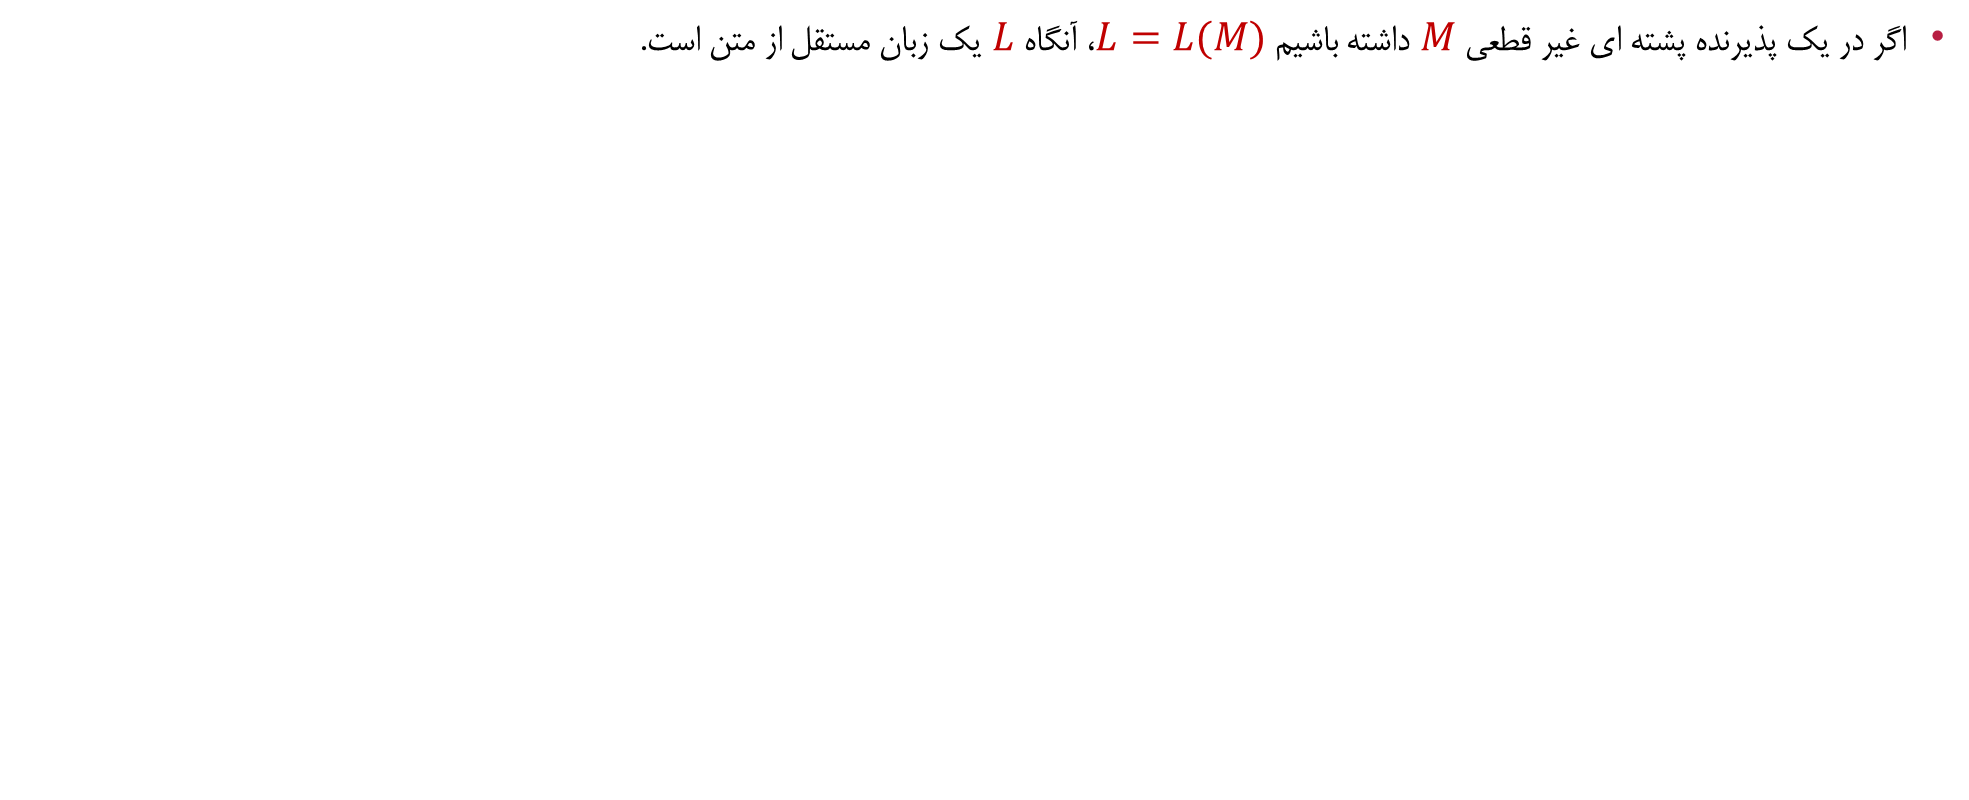 • اگر در یک پذیرنده پشته ای غیر قطعی M داشته باشیم L = L(M)، آنگاه L یک زبان مستقل از متن است.